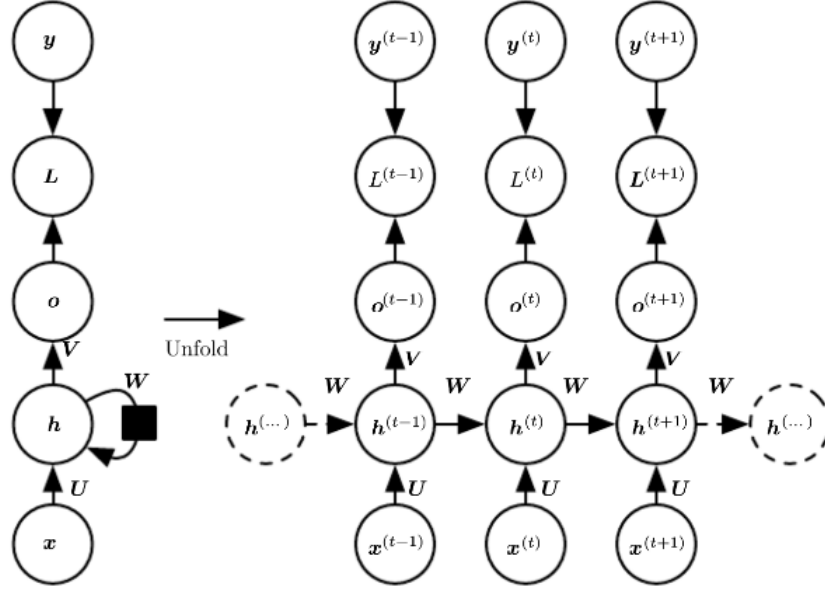 y y^(t−1) y^(t) y^(t+1)
L L^(t−1) L^(t) L^(t+1)
o o^(t−1) o^(t) o^(t+1)
Unfold
V V V V
W W W W W
h h^(...) h^(t−1) h^(t) h^(t+1) h^(...)
U U U U
x x^(t−1) x^(t) x^(t+1)